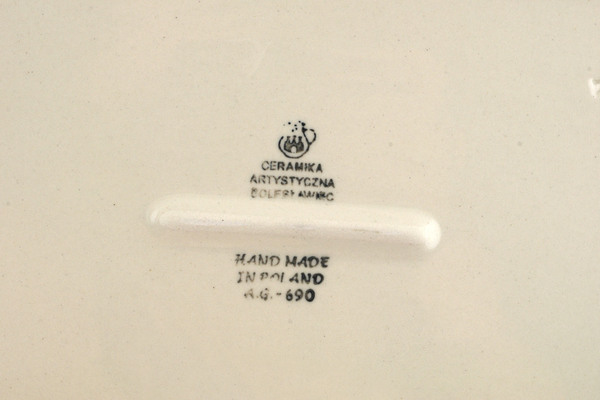 CERAMIKA
ARTYSTYCZNA
BOLESŁAWIEC
HAND MADE
IN POLAND
A.G.-690